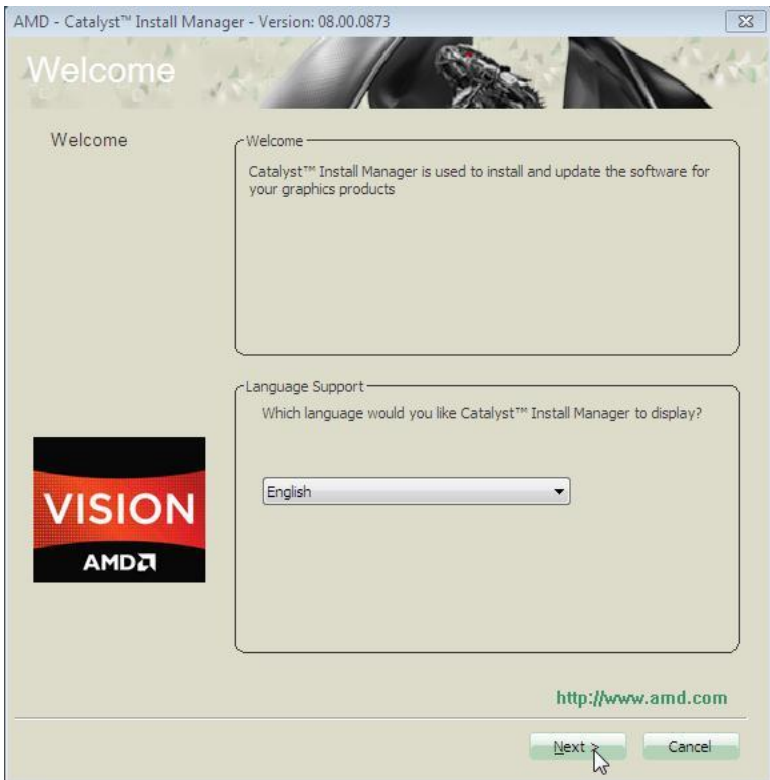 AMD - Catalyst™ Install Manager - Version: 08.00.0873
Welcome
Welcome
Welcome
Catalyst™ Install Manager is used to install and update the software for
your graphics products
Language Support
Which language would you like Catalyst™ Install Manager to display?
English
VISION
AMD
http://www.amd.com
Next >
Cancel